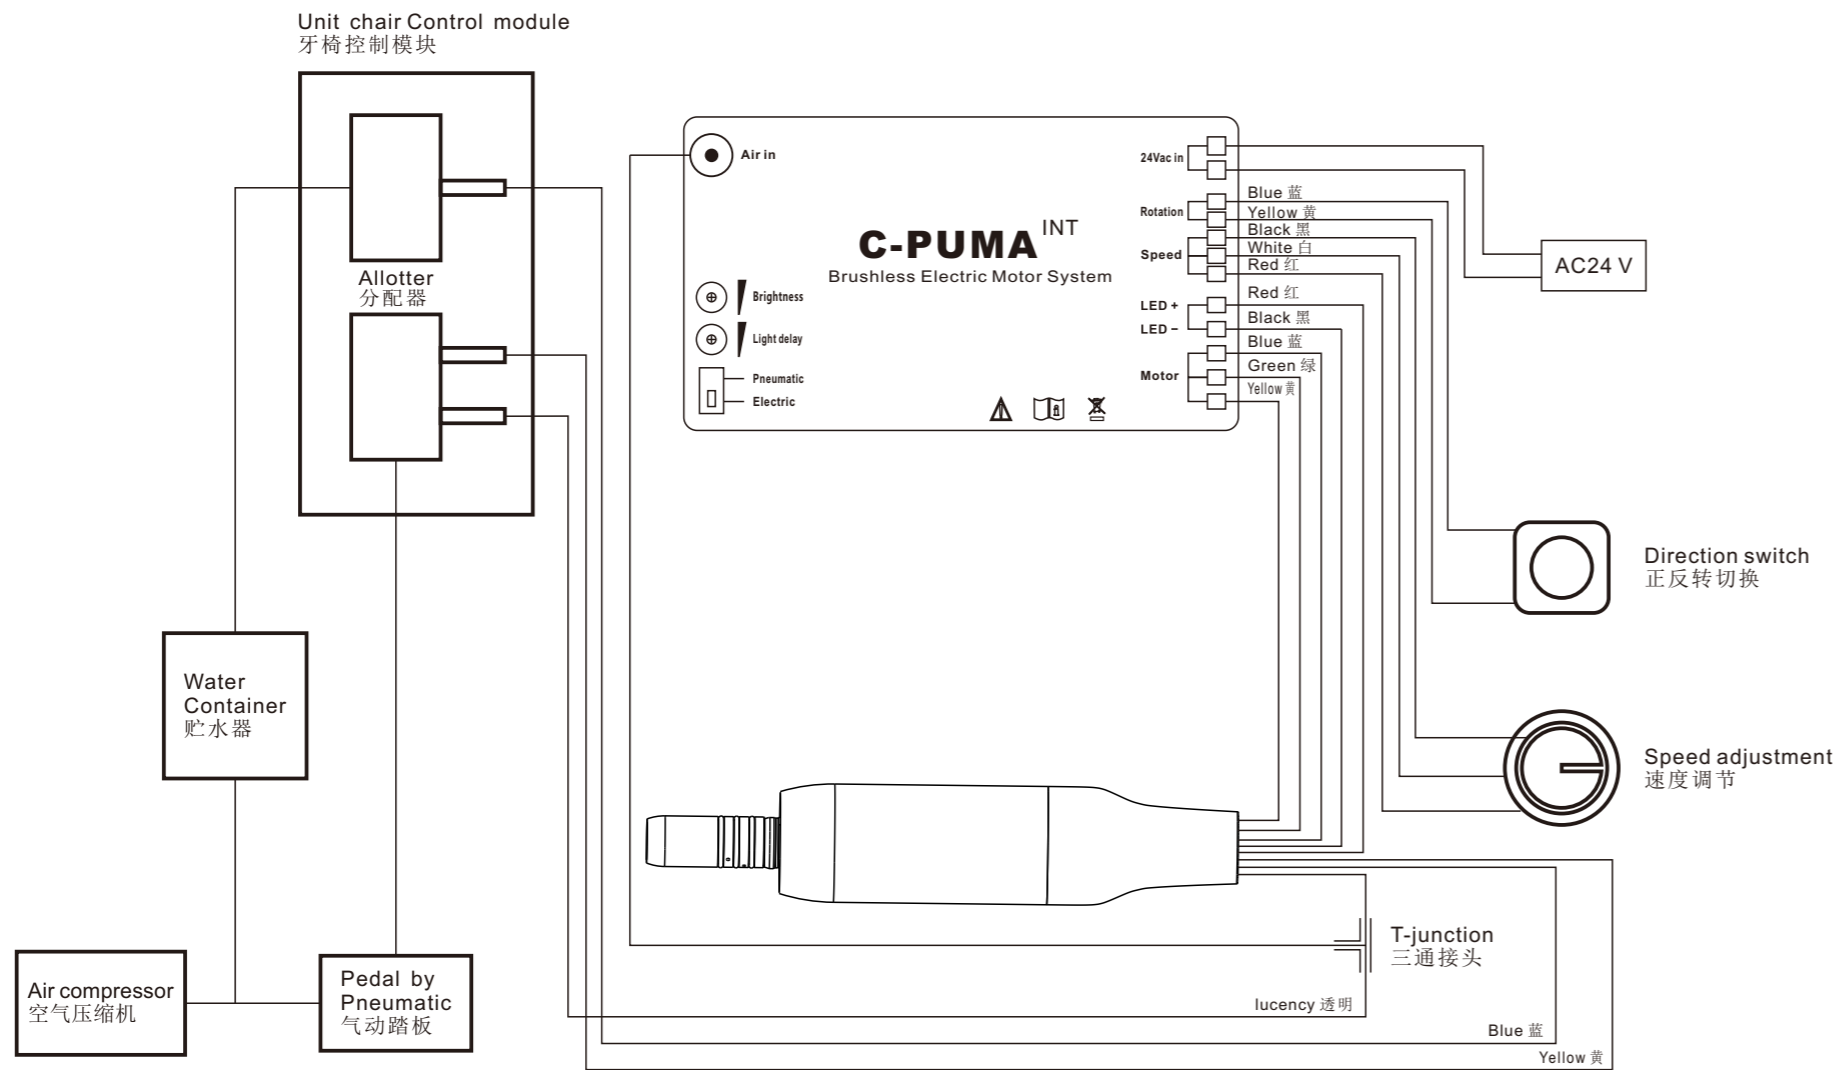 Unit chair Control module
牙椅控制模块
Allotter
分配器
Air in
24Vac in
Rotation
Speed
LED +
LED −
Motor
C-PUMA INT
Brushless Electric Motor System
Brightness
Light delay
Pneumatic
Electric
Blue 蓝
Yellow 黄
Black 黑
White 白
Red 红
Red 红
Black 黑
Blue 蓝
Green 绿
Yellow 黄
AC24 V
Direction switch
正反转切换
Speed adjustment
速度调节
Water
Container
贮水器
Air compressor
空气压缩机
Pedal by
Pneumatic
气动踏板
T-junction
三通接头
lucency 透明
Blue 蓝
Yellow 黄